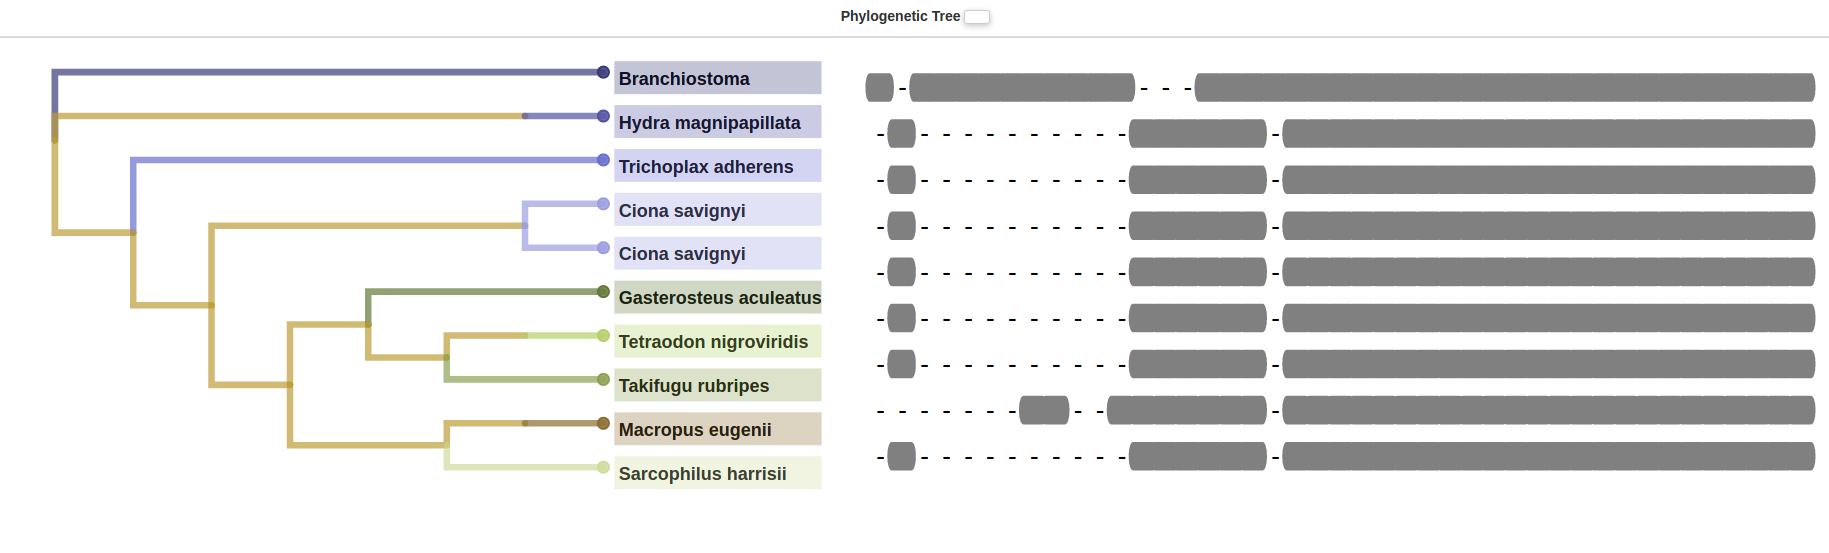 Phylogenetic Tree
Branchiostoma
Hydra magnipapillata
Trichoplax adherens
Ciona savignyi
Ciona savignyi
Gasterosteus aculeatus
Tetraodon nigroviridis
Takifugu rubripes
Macropus eugenii
Sarcophilus harrisii